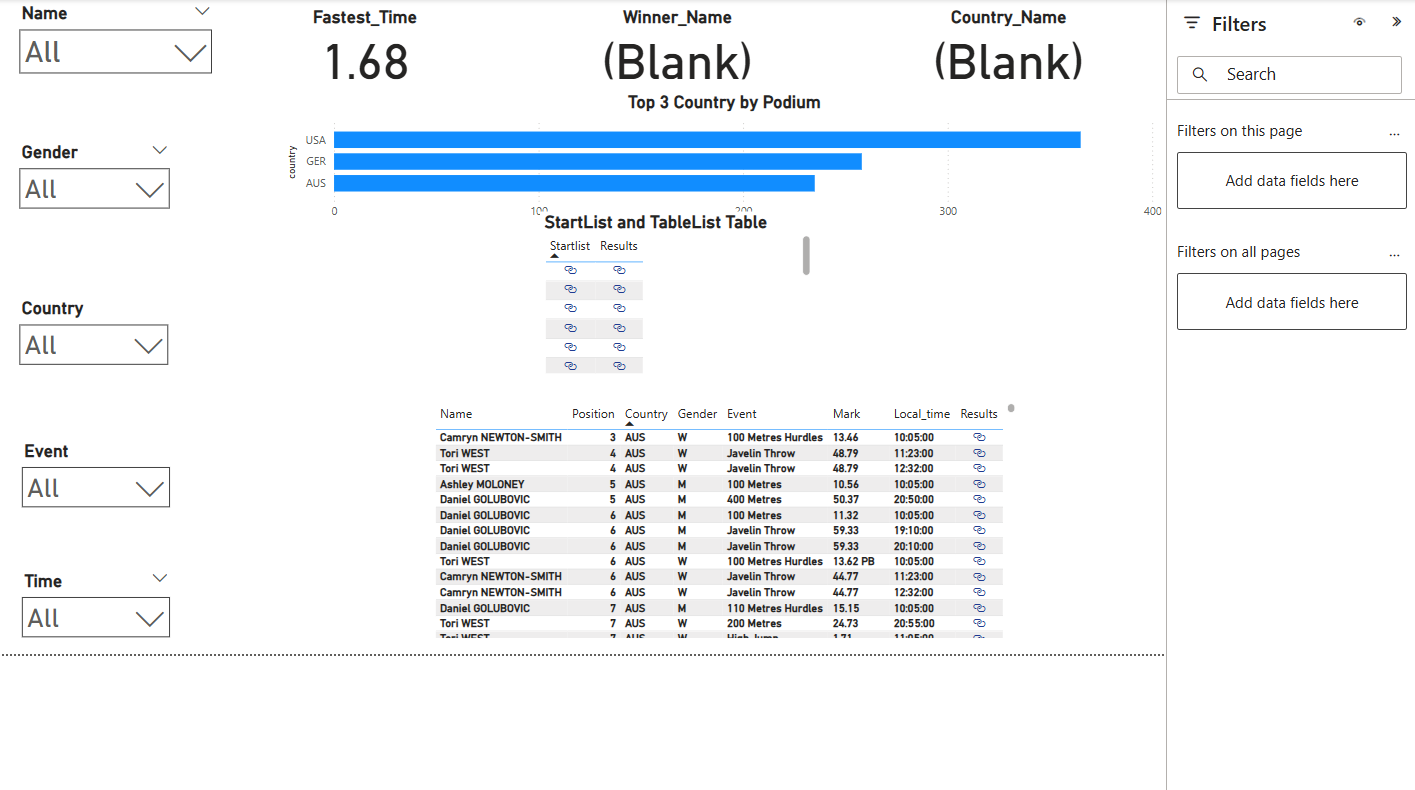 Name
All
Gender
All
Country
All
Event
All
Time
All
Fastest_Time
1.68
Winner_Name
(Blank)
Country_Name
(Blank)
Top 3 Country by Podium
country
USA
GER
AUS
0 100 200 300 400
StartList and TableList Table
Startlist Results
Name Position Country Gender Event Mark Local_time Results
Camryn NEWTON-SMITH 3 AUS W 100 Metres Hurdles 13.46 10:05:00
Tori WEST 4 AUS W Javelin Throw 48.79 11:23:00
Tori WEST 4 AUS W Javelin Throw 48.79 12:32:00
Ashley MOLONEY 5 AUS M 100 Metres 10.56 10:05:00
Daniel GOLUBOVIC 5 AUS M 400 Metres 50.37 20:50:00
Daniel GOLUBOVIC 6 AUS M 100 Metres 11.32 10:05:00
Daniel GOLUBOVIC 6 AUS M Javelin Throw 59.33 19:10:00
Daniel GOLUBOVIC 6 AUS M Javelin Throw 59.33 20:10:00
Tori WEST 6 AUS W 100 Metres Hurdles 13.62 PB 10:05:00
Camryn NEWTON-SMITH 6 AUS W Javelin Throw 44.77 11:23:00
Camryn NEWTON-SMITH 6 AUS W Javelin Throw 44.77 12:32:00
Daniel GOLUBOVIC 7 AUS M 110 Metres Hurdles 15.15 10:05:00
Tori WEST 7 AUS W 200 Metres 24.73 20:55:00
Tori WEST 7 AUS W High Jump 1.71 11:05:00
Filters
Search
Filters on this page ...
Add data fields here
Filters on all pages ...
Add data fields here